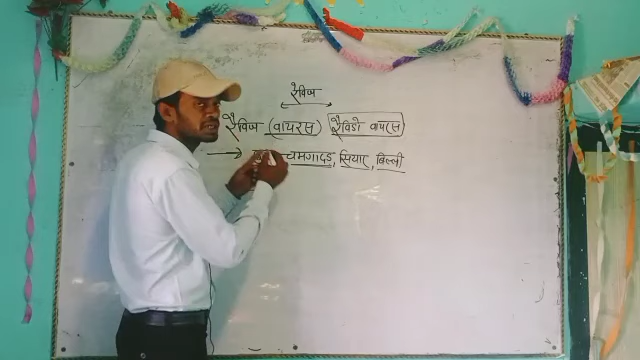 रैबिज
रैबिज (वायरस) रैबिडो वायरस
→ चमगादड, सियार, बिल्ली